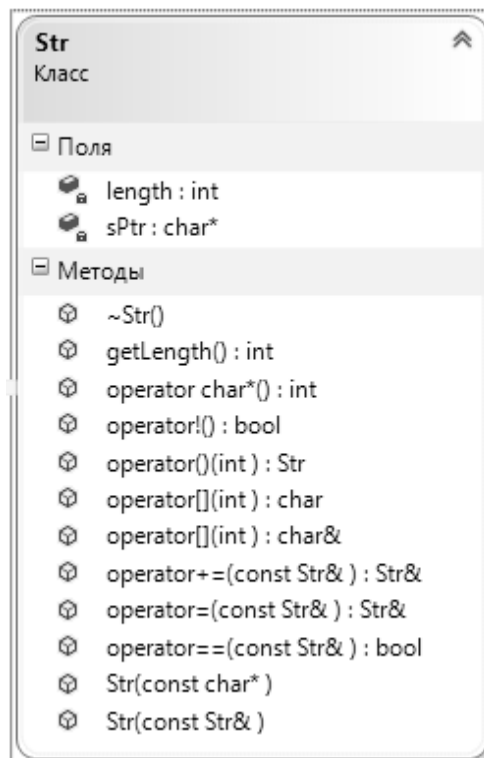 Str
Класс
Поля
length : int
sPtr : char*
Методы
~Str()
getLength() : int
operator char*() : int
operator!() : bool
operator()(int ) : Str
operator[](int ) : char
operator[](int ) : char&
operator+=(const Str& ) : Str&
operator=(const Str& ) : Str&
operator==(const Str& ) : bool
Str(const char* )
Str(const Str& )